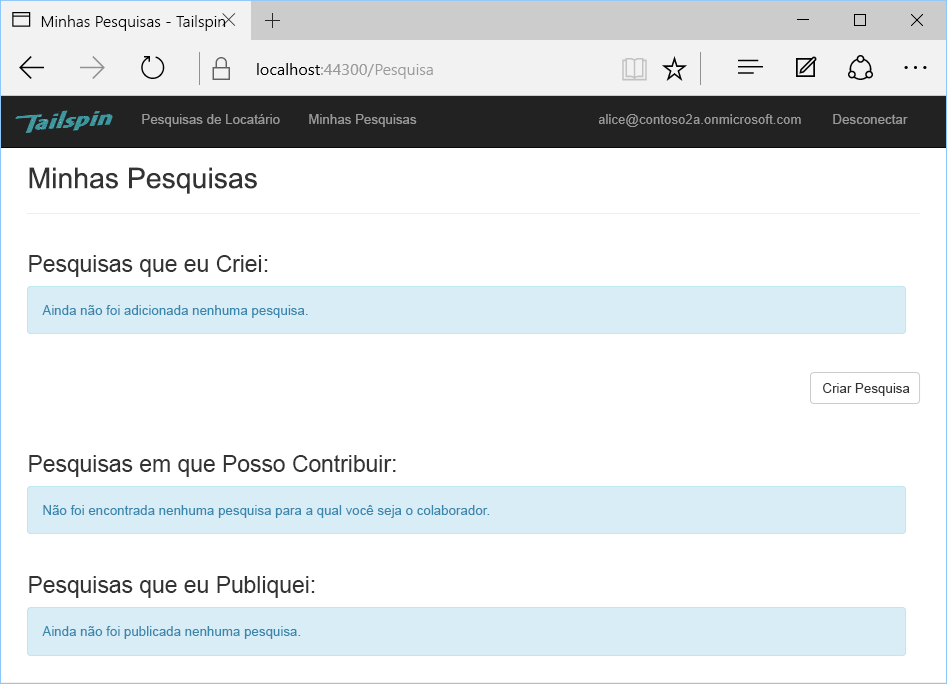 Minhas Pesquisas - Tailspin
localhost:44300/Pesquisa
Tailspin Pesquisas de Locatário Minhas Pesquisas alice@contoso2a.onmicrosoft.com Desconectar
Minhas Pesquisas
Pesquisas que eu Criei:
Ainda não foi adicionada nenhuma pesquisa.
Criar Pesquisa
Pesquisas em que Posso Contribuir:
Não foi encontrada nenhuma pesquisa para a qual você seja o colaborador.
Pesquisas que eu Publiquei:
Ainda não foi publicada nenhuma pesquisa.